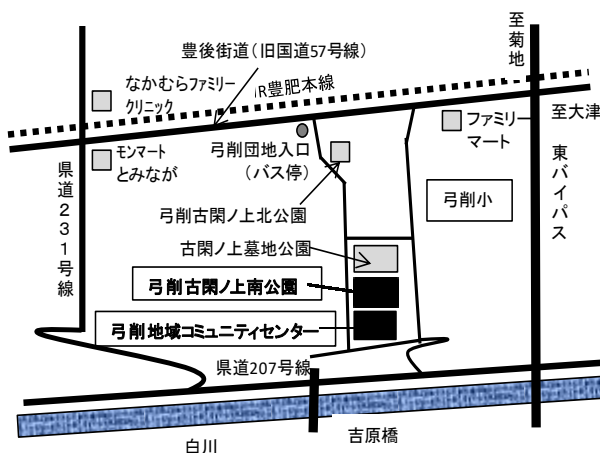 至菊地
豊後街道（旧国道57号線）
なかむらファミリー
クリニック
JR豊肥本線
至大津
ファミリー
マート
モンマート
とみなが
弓削団地入口
（バス停）
県道231号線
東バイパス
弓削小
弓削古閑ノ上北公園
古閑ノ上墓地公園
弓削古閑ノ上南公園
弓削地域コミュニティセンター
県道207号線
白川
吉原橋